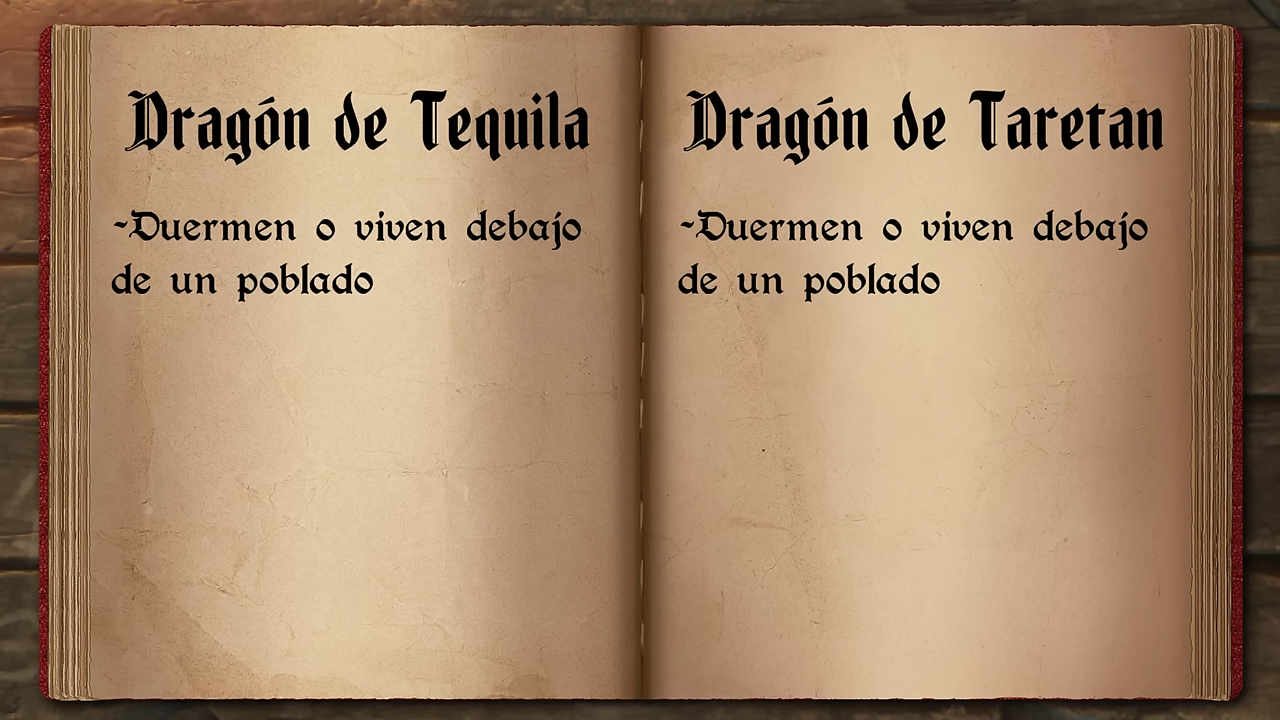 Dragón de Tequila
~Duermen o viven debajo
de un poblado
Dragón de Taretan
~Duermen o viven debajo
de un poblado